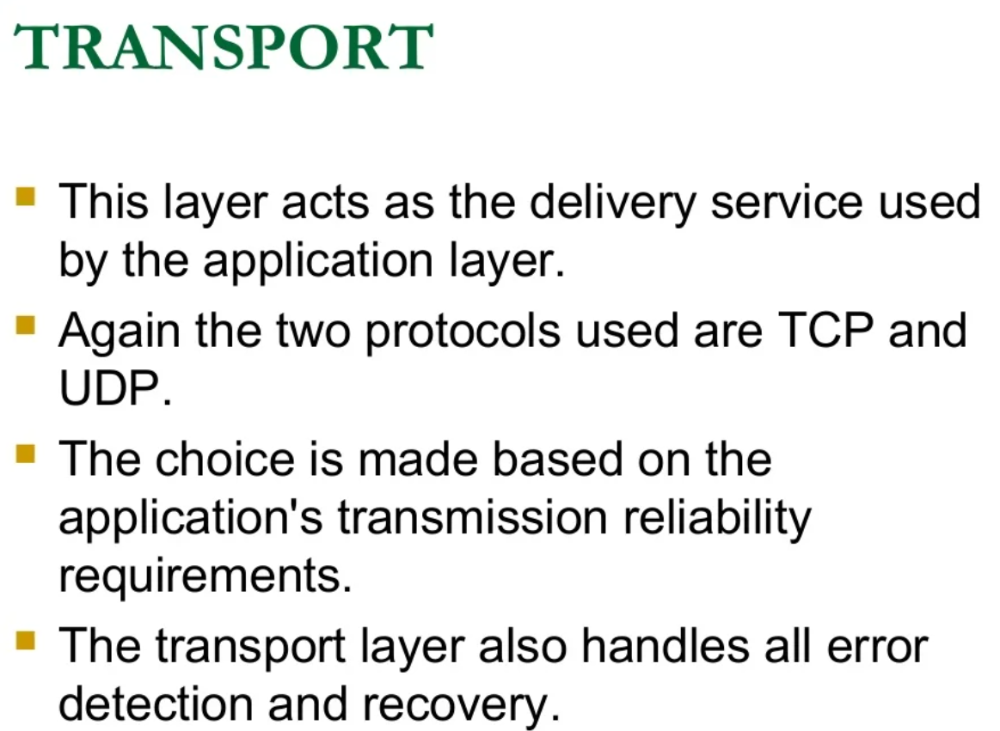 TRANSPORT
This layer acts as the delivery service used
by the application layer.
Again the two protocols used are TCP and
UDP.
The choice is made based on the
application's transmission reliability
requirements.
The transport layer also handles all error
detection and recovery.